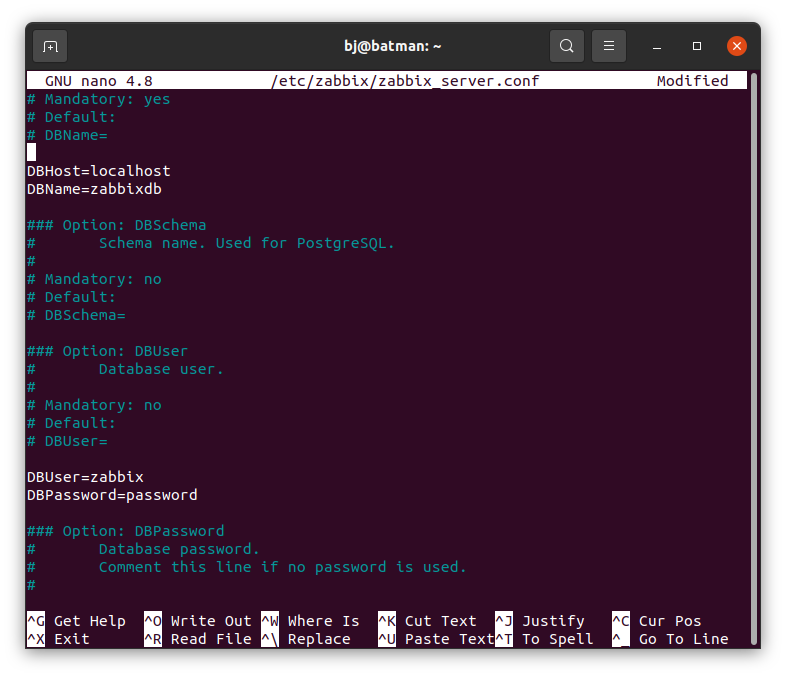 bj@batman: ~
GNU nano 4.8 /etc/zabbix/zabbix_server.conf Modified
# Mandatory: yes
# Default:
# DBName=
DBHost=localhost
DBName=zabbixdb
### Option: DBSchema
# Schema name. Used for PostgreSQL.
#
# Mandatory: no
# Default:
# DBSchema=
### Option: DBUser
# Database user.
#
# Mandatory: no
# Default:
# DBUser=
DBUser=zabbix
DBPassword=password
### Option: DBPassword
# Database password.
# Comment this line if no password is used.
#
^G Get Help ^O Write Out ^W Where Is ^K Cut Text ^J Justify ^C Cur Pos
^X Exit ^R Read File ^\ Replace ^U Paste Text ^T To Spell ^_ Go To Line